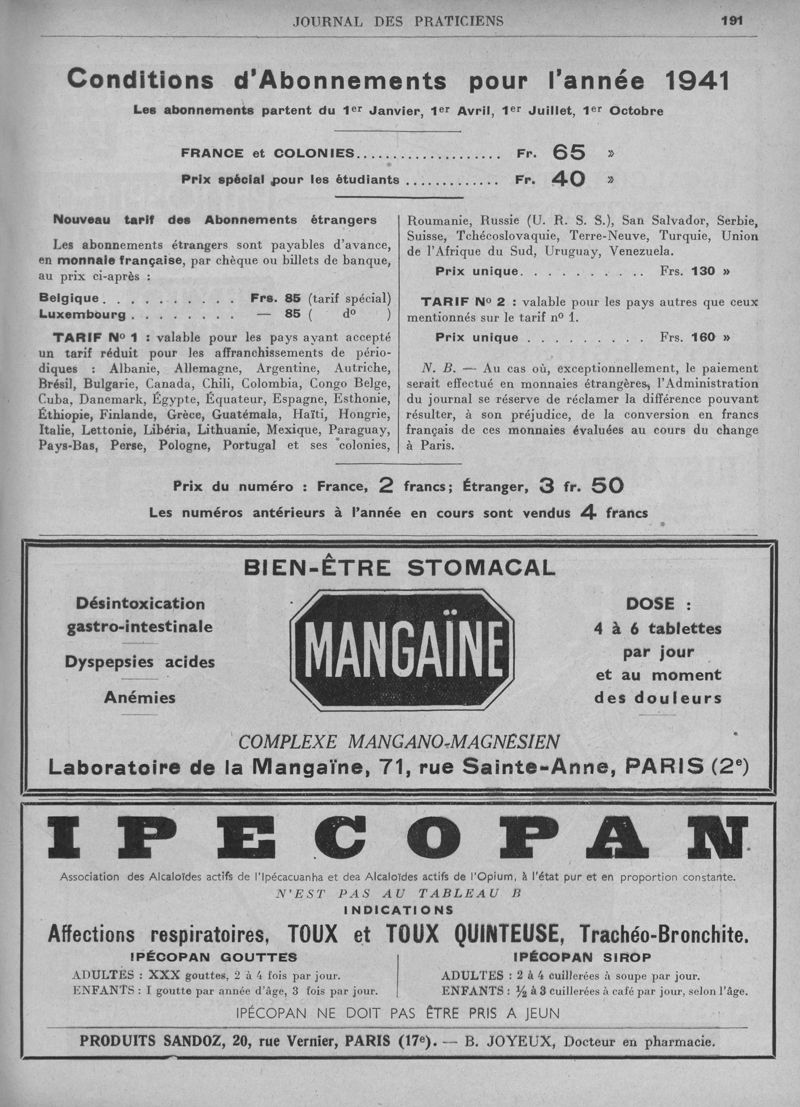 JOURNAL DES PRATICIENS 191
Conditions d'Abonnements pour l'année 1941
Les abonnements partent du 1er Janvier, 1er Avril, 1er Juillet, 1er Octobre
FRANCE et COLONIES.................... Fr. 65 »
Prix spécial pour les étudiants ............. Fr. 40 »
Nouveau tarif des Abonnements étrangers
Les abonnements étrangers sont payables d'avance,
en monnaie française, par chèque ou billets de banque,
au prix ci-après :
Belgique . . . . . . . . . . Frs. 85 (tarif spécial)
Luxembourg . . . . . . . . — 85 ( do )
TARIF No 1 : valable pour les pays ayant accepté
un tarif réduit pour les affranchissements de pério-
diques : Albanie, Allemagne, Argentine, Autriche,
Brésil, Bulgarie, Canada, Chili, Colombia, Congo Belge,
Cuba, Danemark, Égypte, Équateur, Espagne, Esthonie,
Éthiopie, Finlande, Grèce, Guatémala, Haïti, Hongrie,
Italie, Lettonie, Libéria, Lithuanie, Mexique, Paraguay,
Pays-Bas, Perse, Pologne, Portugal et ses colonies,
Roumanie, Russie (U. R. S. S.), San Salvador, Serbie,
Suisse, Tchécoslovaquie, Terre-Neuve, Turquie, Union
de l'Afrique du Sud, Uruguay, Venezuela.
Prix unique. . . . . . . . . . Frs. 130 »
TARIF No 2 : valable pour les pays autres que ceux
mentionnés sur le tarif no 1.
Prix unique . . . . . . . . . Frs. 160 »
N. B. — Au cas où, exceptionnellement, le paiement
serait effectué en monnaies étrangères, l'Administration
du journal se réserve de réclamer la différence pouvant
résulter, à son préjudice, de la conversion en francs
français de ces monnaies évaluées au cours du change
à Paris.
Prix du numéro : France, 2 francs; Étranger, 3 fr. 50
Les numéros antérieurs à l'année en cours sont vendus 4 francs
BIEN-ÊTRE STOMACAL
Désintoxication
gastro-intestinale
Dyspepsies acides
Anémies
MANGAÏNE
DOSE :
4 à 6 tablettes
par jour
et au moment
des douleurs
COMPLEXE MANGANO-MAGNÉSIEN
Laboratoire de la Mangaïne, 71, rue Sainte-Anne, PARIS (2e)
IPECOPAN
Association des Alcaloïdes actifs de l'Ipécacuanha et dea Alcaloïdes actifs de l'Opium, à l'état pur et en proportion constante.
N'EST PAS AU TABLEAU B
INDICATIONS
Affections respiratoires, TOUX et TOUX QUINTEUSE, Trachéo-Bronchite.
IPÉCOPAN GOUTTES
ADULTES : XXX gouttes, 2 à 4 fois par jour.
ENFANTS : I goutte par année d'âge, 3 fois par jour.
IPÉCOPAN SIROP
ADULTES : 2 à 4 cuillerées à soupe par jour.
ENFANTS : ½ à 3 cuillerées à café par jour, selon l'âge.
IPÉCOPAN NE DOIT PAS ÊTRE PRIS A JEUN
PRODUITS SANDOZ, 20, rue Vernier, PARIS (17e). — B. JOYEUX, Docteur en pharmacie.